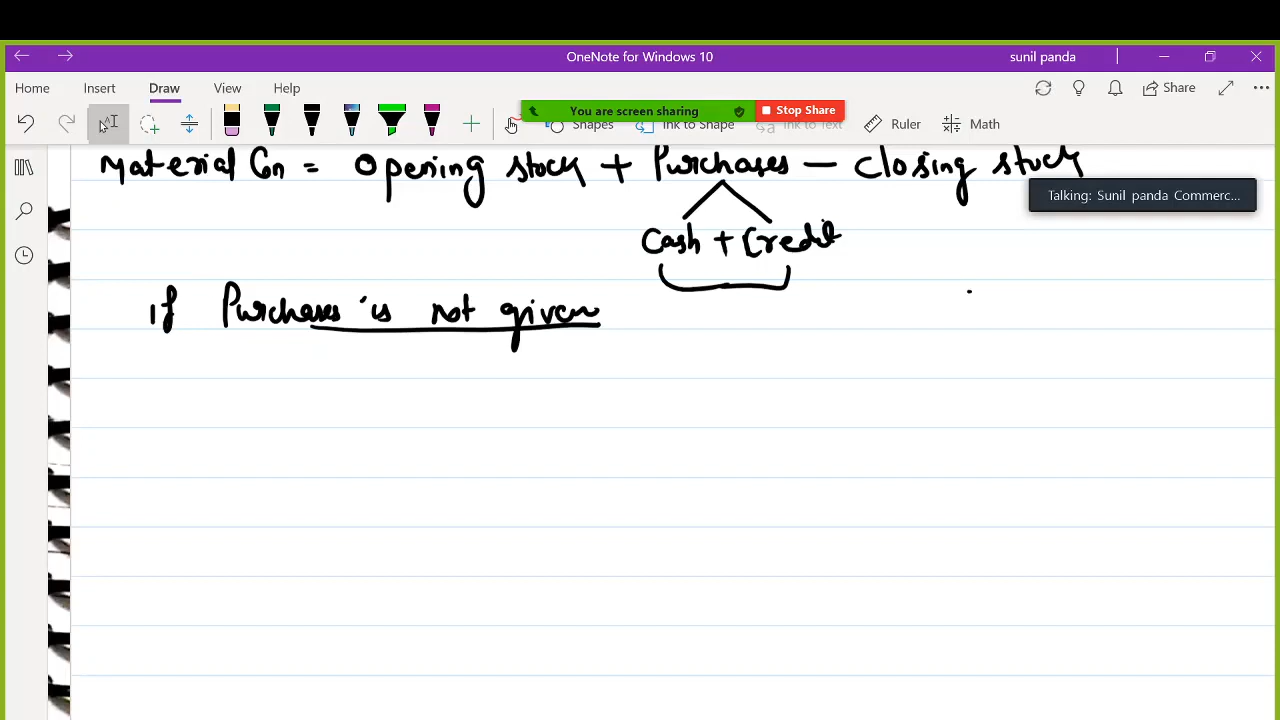 OneNote for Windows 10
sunil panda
Home Insert Draw View Help
You are screen sharing
Stop Share
Share
Shapes
Ink to Shape
Ink to Text
Ruler
Math
Material Con = Opening stock + Purchases - Closing stock
Talking: Sunil panda Commerc...
Cash + Credit
if Purchases is not given